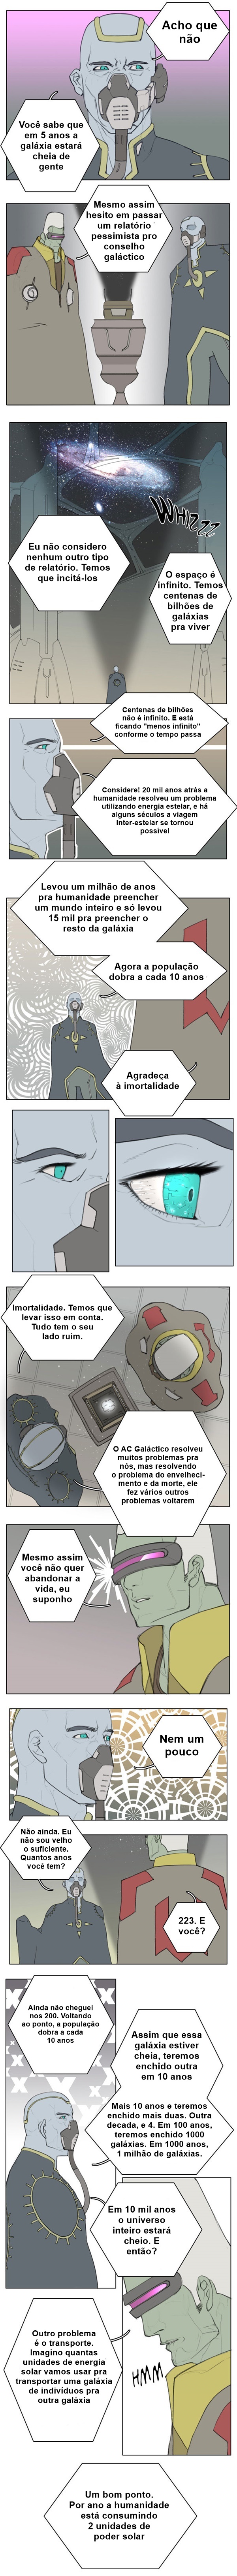 Acho que
não
Você sabe que
em 5 anos a
galáxia estará
cheia de
gente
Mesmo assim
hesito em passar
um relatório
pessimista pro
conselho
galáctico
WHIZZZ
Eu não considero
nenhum outro tipo
de relatório. Temos
que incitá-los
O espaço é
infinito. Temos
centenas de
bilhões de
galáxias
pra viver
Centenas de bilhões
não é infinito. E está
ficando "menos infinito"
conforme o tempo passa
Considere! 20 mil anos atrás a
humanidade resolveu um problema
utilizando energia estelar, e há
alguns séculos a viagem
inter-estelar se tornou
possível
Levou um milhão de anos
pra humanidade preencher
um mundo inteiro e só levou
15 mil pra preencher o
resto da galáxia
Agora a população
dobra a cada 10 anos
Agradeça
à imortalidade
Imortalidade. Temos que
levar isso em conta.
Tudo tem o seu
lado ruim.
O AC Galáctico resolveu
muitos problemas pra
nós, mas resolvendo
o problema do envelheci-
mento e da morte, ele
fez vários outros
problemas voltarem
Mesmo assim
você não quer
abandonar a
vida, eu
suponho
Nem um
pouco
Não ainda. Eu
não sou velho
o suficiente.
Quantos anos
você tem?
223. E
você?
Ainda não cheguei
nos 200. Voltando
ao ponto, a população
dobra a cada
10 anos
Assim que essa
galáxia estiver
cheia, teremos
enchido outra
em 10 anos
Mais 10 anos e teremos
enchido mais duas. Outra
decada, e 4. Em 100 anos,
teremos enchido 1000
galáxias. Em 1000 anos,
1 milhão de galáxias.
Em 10 mil anos
o universo
inteiro estará
cheio. E
então?
Outro problema
é o transporte.
Imagino quantas
unidades de energia
solar vamos usar pra
transportar uma galáxia
de indivíduos pra
outra galáxia
HMM
Um bom ponto.
Por ano a humanidade
está consumindo
2 unidades de
poder solar